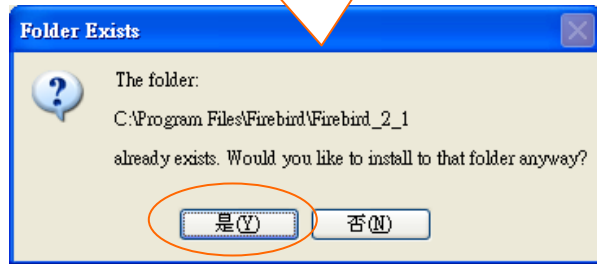 Folder Exists
The folder:
C:\Program Files\Firebird\Firebird_2_1
already exists. Would you like to install to that folder anyway?
是(Y) 否(N)